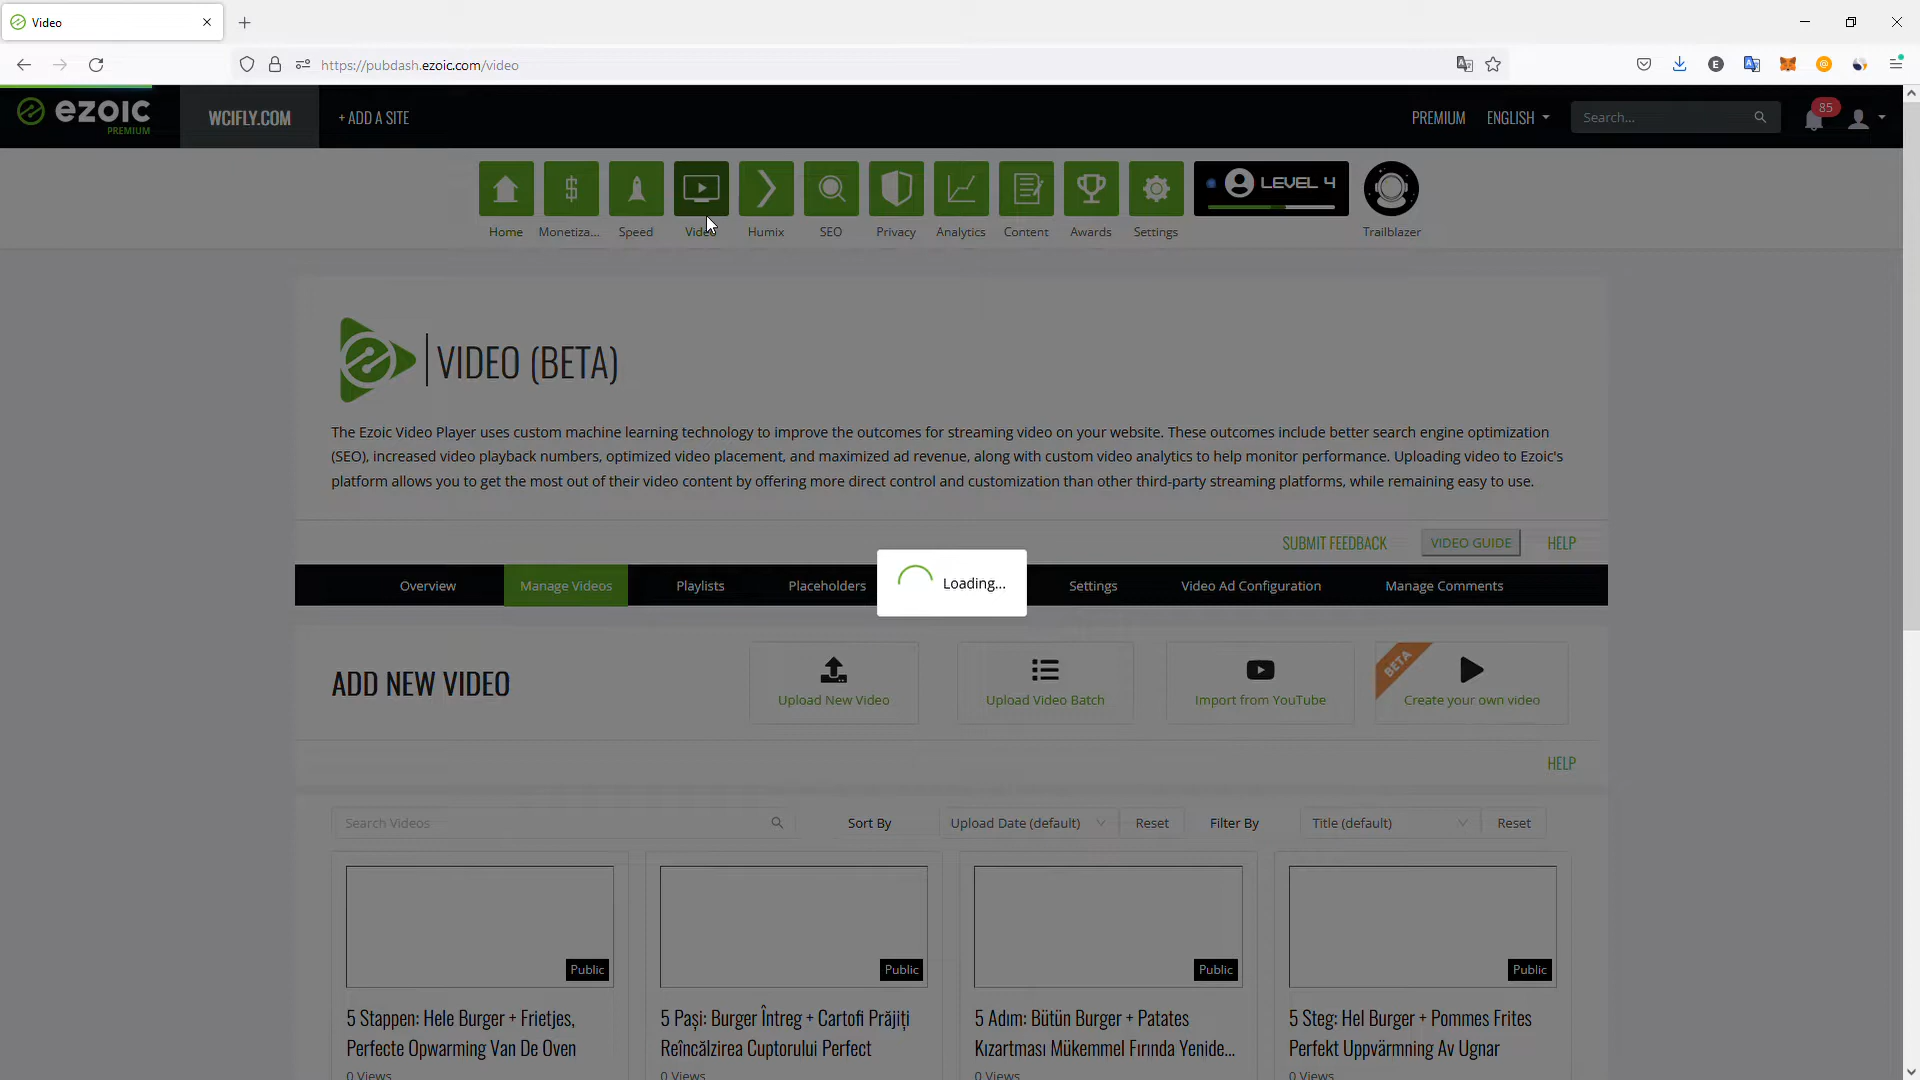 Video
https://pubdash.ezoic.com/video
ezoic
PREMIUM
WCIFLY.COM
+ ADD A SITE
PREMIUM
ENGLISH
Search...
85
LEVEL 4
Home
Monetiza...
Speed
Video
Humix
SEO
Privacy
Analytics
Content
Awards
Settings
Trailblazer
VIDEO (BETA)
The Ezoic Video Player uses custom machine learning technology to improve the outcomes for streaming video on your website. These outcomes include better search engine optimization
(SEO), increased video playback numbers, optimized video placement, and maximized ad revenue, along with custom video analytics to help monitor performance. Uploading video to Ezoic's
platform allows you to get the most out of their video content by offering more direct control and customization than other third-party streaming platforms, while remaining easy to use.
SUBMIT FEEDBACK
VIDEO GUIDE
HELP
Overview
Manage Videos
Playlists
Placeholders
Loading...
Settings
Video Ad Configuration
Manage Comments
ADD NEW VIDEO
Upload New Video
Upload Video Batch
Import from YouTube
BETA
Create your own video
HELP
Search Videos
Sort By
Upload Date (default)
Reset
Filter By
Title (default)
Reset
Public
Public
Public
Public
5 Stappen: Hele Burger + Frietjes,
Perfecte Opwarming Van De Oven
0 Views
5 Pași: Burger Întreg + Cartofi Prăjiți
Reîncălzirea Cuptorului Perfect
0 Views
5 Adım: Bütün Burger + Patates
Kızartması Mükemmel Fırında Yenide...
0 Views
5 Steg: Hel Burger + Pommes Frites
Perfekt Uppvärmning Av Ugnar
0 Views